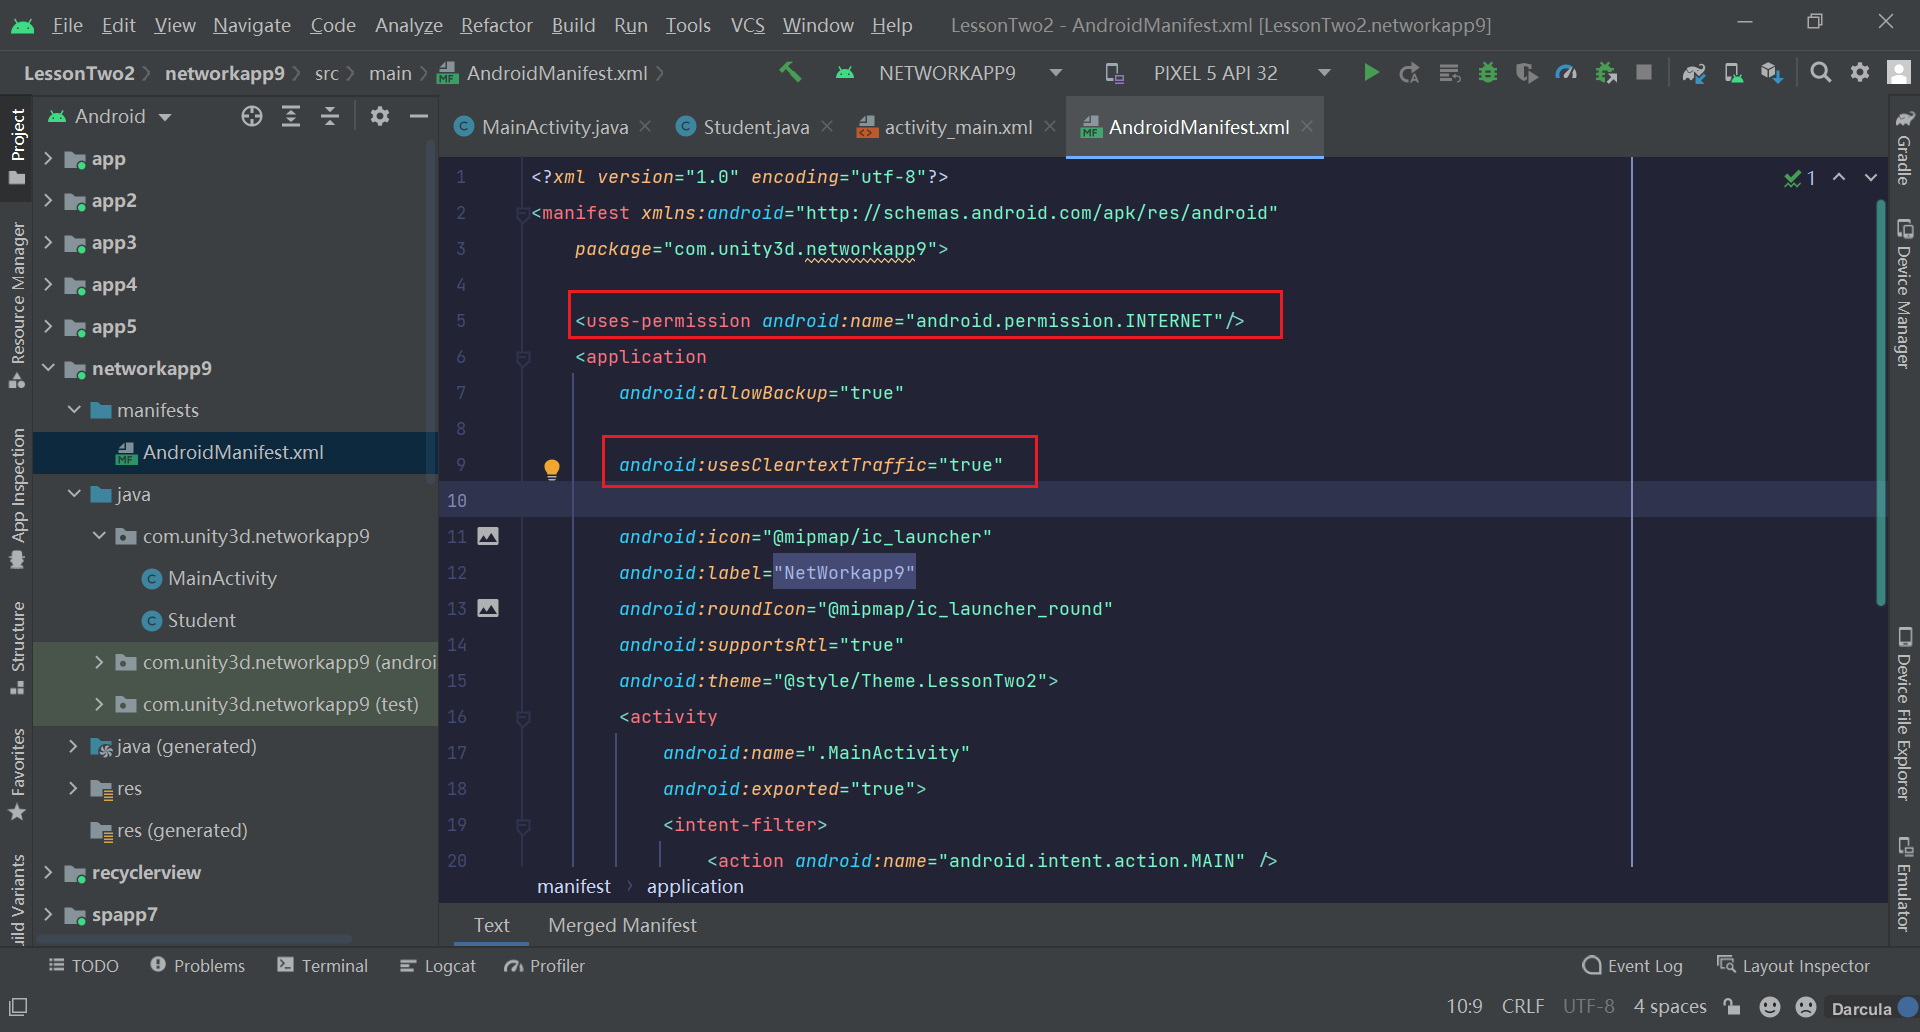 File Edit View Navigate Code Analyze Refactor Build Run Tools VCS Window Help LessonTwo2 - AndroidManifest.xml [LessonTwo2.networkapp9]
LessonTwo2 networkapp9 src main AndroidManifest.xml NETWORKAPP9 PIXEL 5 API 32
Project
Resource Manager
App Inspection
Structure
Favorites
ild Variants
Android
app
app2
app3
app4
app5
networkapp9
manifests
AndroidManifest.xml
java
com.unity3d.networkapp9
MainActivity
Student
com.unity3d.networkapp9 (androi
com.unity3d.networkapp9 (test)
java (generated)
res
res (generated)
recyclerview
spapp7
MainActivity.java Student.java activity_main.xml AndroidManifest.xml
1 <?xml version="1.0" encoding="utf-8"?>
2 <manifest xmlns:android="http://schemas.android.com/apk/res/android"
3 package="com.unity3d.networkapp9">
4
5 <uses-permission android:name="android.permission.INTERNET"/>
6 <application
7 android:allowBackup="true"
8
9 android:usesCleartextTraffic="true"
10
11 android:icon="@mipmap/ic_launcher"
12 android:label="NetWorkapp9"
13 android:roundIcon="@mipmap/ic_launcher_round"
14 android:supportsRtl="true"
15 android:theme="@style/Theme.LessonTwo2">
16 <activity
17 android:name=".MainActivity"
18 android:exported="true">
19 <intent-filter>
20 <action android:name="android.intent.action.MAIN" />
1
manifest application
Text Merged Manifest
Gradle
Device Manager
Device File Explorer
Emulator
TODO Problems Terminal Logcat Profiler Event Log Layout Inspector
10:9 CRLF UTF-8 4 spaces Darcula